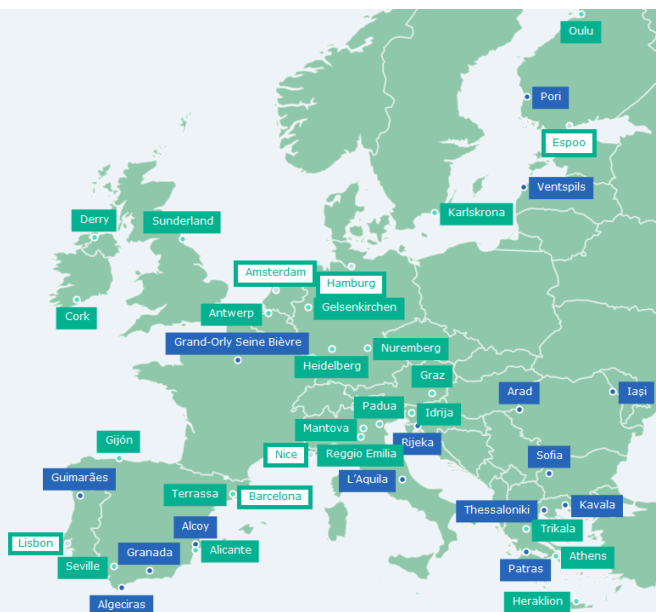 Oulu
Pori
Espoo
Ventspils
Karlskrona
Derry
Sunderland
Amsterdam
Hamburg
Cork
Antwerp
Gelsenkirchen
Grand-Orly Seine Bièvre
Nuremberg
Heidelberg
Graz
Arad
Iași
Padua
Idrija
Mantova
Rijeka
Gijón
Nice
Reggio Emilia
Sofia
L’Aquila
Guimarães
Terrassa
Barcelona
Thessaloniki
Kavala
Alcoy
Trikala
Lisbon
Granada
Alicante
Seville
Patras
Athens
Algeciras
Heraklion